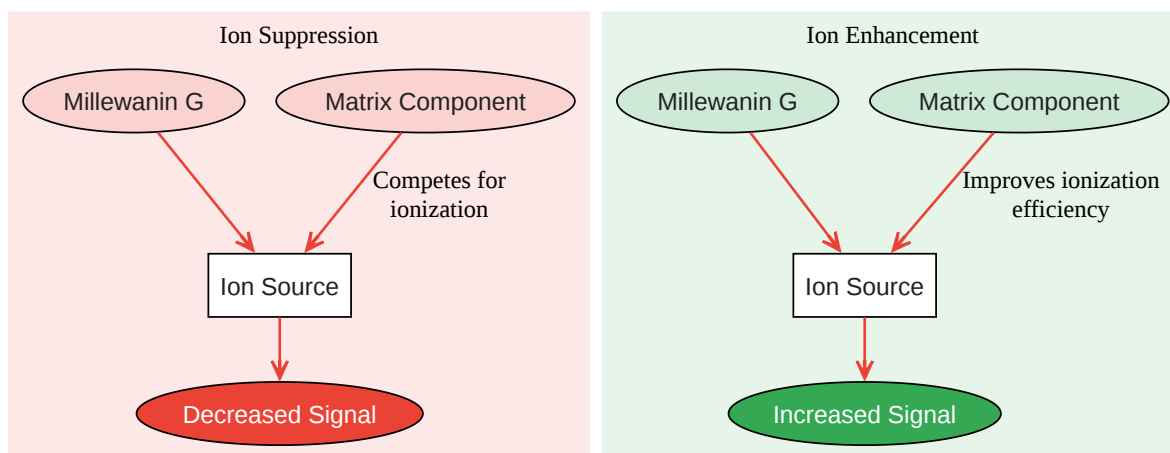 Ion Suppression
Millewanin G
Matrix Component
Competes for
ionization
Ion Source
Decreased Signal
Ion Enhancement
Millewanin G
Matrix Component
Improves ionization
efficiency
Ion Source
Increased Signal